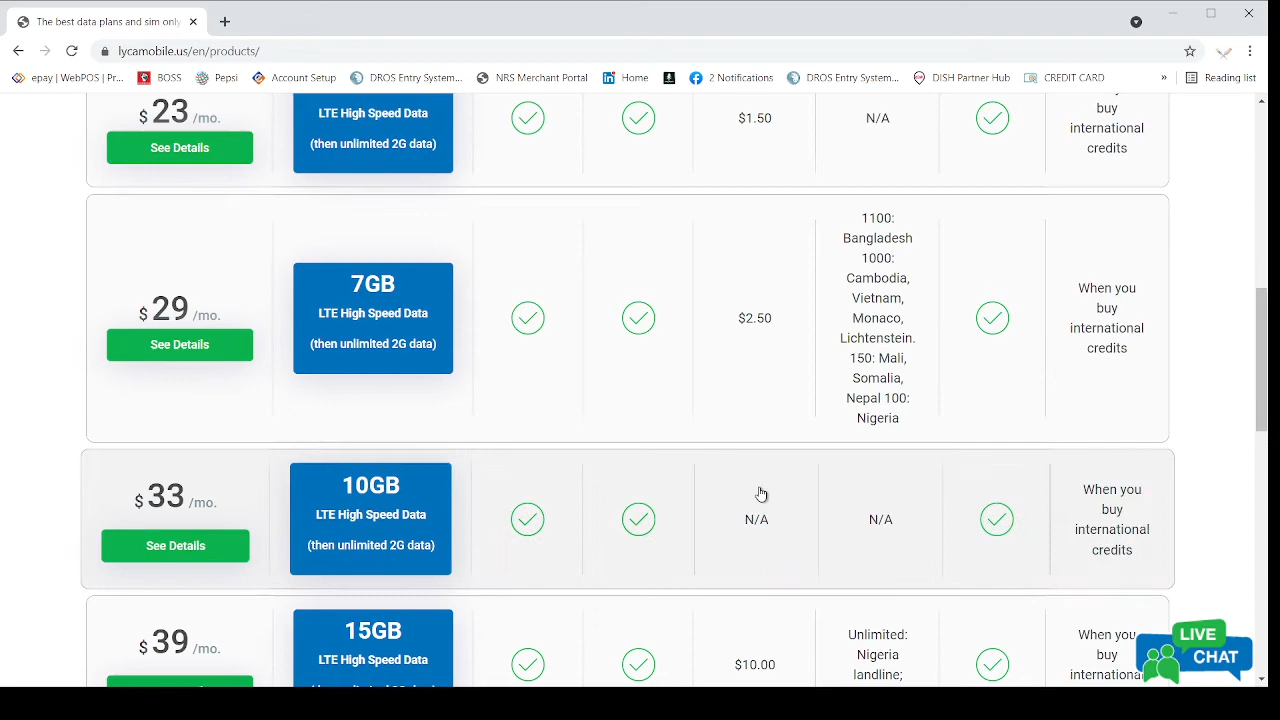 The best data plans and sim only
lycamobile.us/en/products/
epay | WebPOS | Pr...
BOSS
Pepsi
Account Setup
DROS Entry System...
NRS Merchant Portal
Home
2 Notifications
DROS Entry System...
DISH Partner Hub
CREDIT CARD
»
Reading list
$ 23 /mo.
See Details
LTE High Speed Data
(then unlimited 2G data)
$1.50
N/A
buy
international
credits
$ 29 /mo.
See Details
7GB
LTE High Speed Data
(then unlimited 2G data)
$2.50
1100:
Bangladesh
1000:
Cambodia,
Vietnam,
Monaco,
Lichtenstein.
150: Mali,
Somalia,
Nepal 100:
Nigeria
When you
buy
international
credits
$ 33 /mo.
See Details
10GB
LTE High Speed Data
(then unlimited 2G data)
N/A
N/A
When you
buy
international
credits
$ 39 /mo.
15GB
LTE High Speed Data
$10.00
Unlimited:
Nigeria
landline;
When you
buy
international
LIVE
CHAT